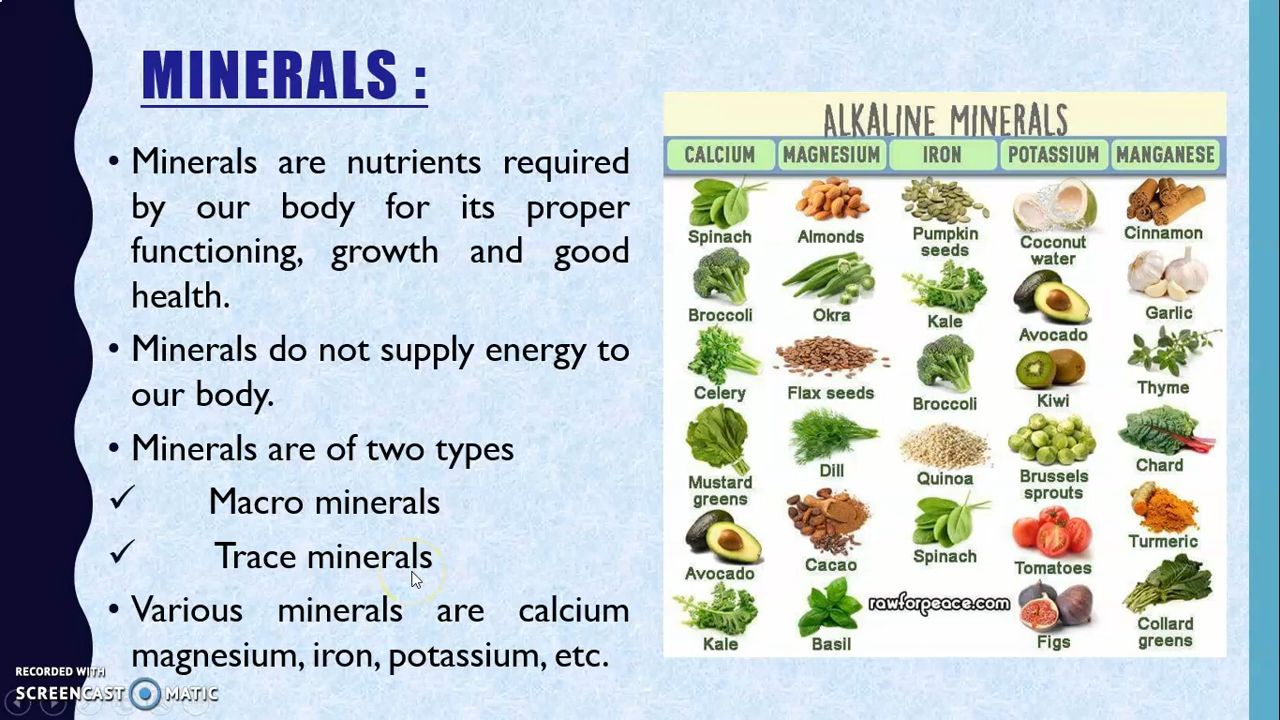 MINERALS :
• Minerals are nutrients required
by our body for its proper
functioning, growth and good
health.
• Minerals do not supply energy to
our body.
• Minerals are of two types
✓ Macro minerals
✓ Trace minerals
• Various minerals are calcium
magnesium, iron, potassium, etc.
ALKALINE MINERALS
CALCIUM MAGNESIUM IRON POTASSIUM MANGANESE
Spinach Almonds Pumpkin seeds Coconut water Cinnamon
Broccoli Okra Kale Avocado Garlic
Celery Flax seeds Broccoli Kiwi Thyme
Mustard greens Dill Quinoa Brussels sprouts Chard
Avocado Cacao Spinach Tomatoes Turmeric
Kale Basil rawforpeace.com Figs Collard greens
RECORDED WITH
SCREENCAST MATIC